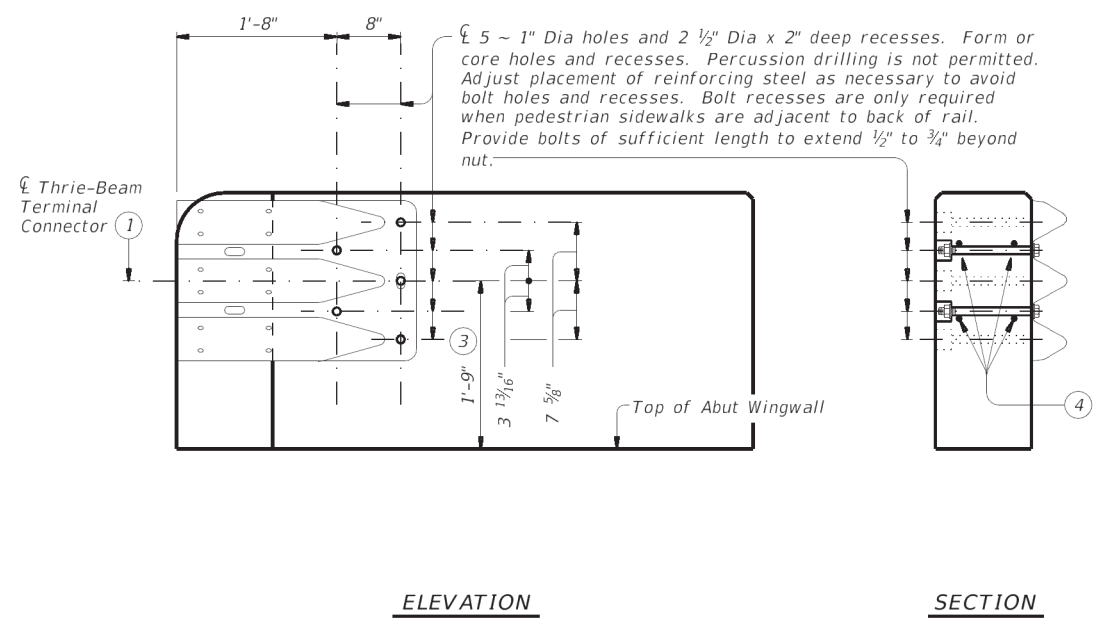 1'-8"
8"
℄ 5 ~ 1" Dia holes and 2 ½" Dia x 2" deep recesses. Form or
core holes and recesses. Percussion drilling is not permitted.
Adjust placement of reinforcing steel as necessary to avoid
bolt holes and recesses. Bolt recesses are only required
when pedestrian sidewalks are adjacent to back of rail.
Provide bolts of sufficient length to extend ½" to ¾" beyond
nut.
℄ Thrie-Beam
Terminal
Connector 1
3
1'-9"
3 13/16"
7 5/8"
Top of Abut Wingwall
4
ELEVATION
SECTION